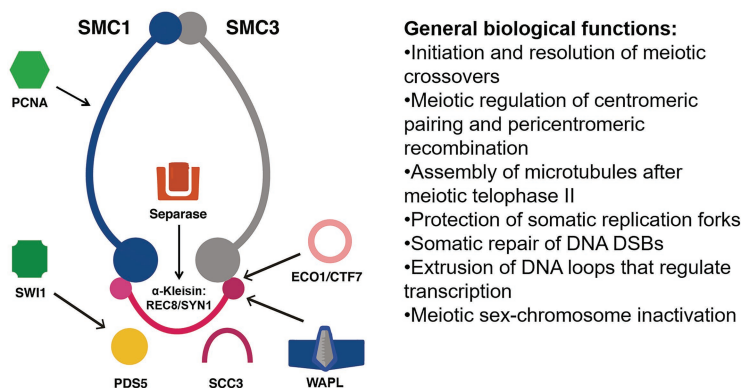 SMC1
SMC3
PCNA
Separase
SWI1
α-Kleisin:
REC8/SYN1
ECO1/CTF7
PDS5
SCC3
WAPL
General biological functions:
•Initiation and resolution of meiotic
crossovers
•Meiotic regulation of centromeric
pairing and pericentromeric
recombination
•Assembly of microtubules after
meiotic telophase II
•Protection of somatic replication forks
•Somatic repair of DNA DSBs
•Extrusion of DNA loops that regulate
transcription
•Meiotic sex-chromosome inactivation